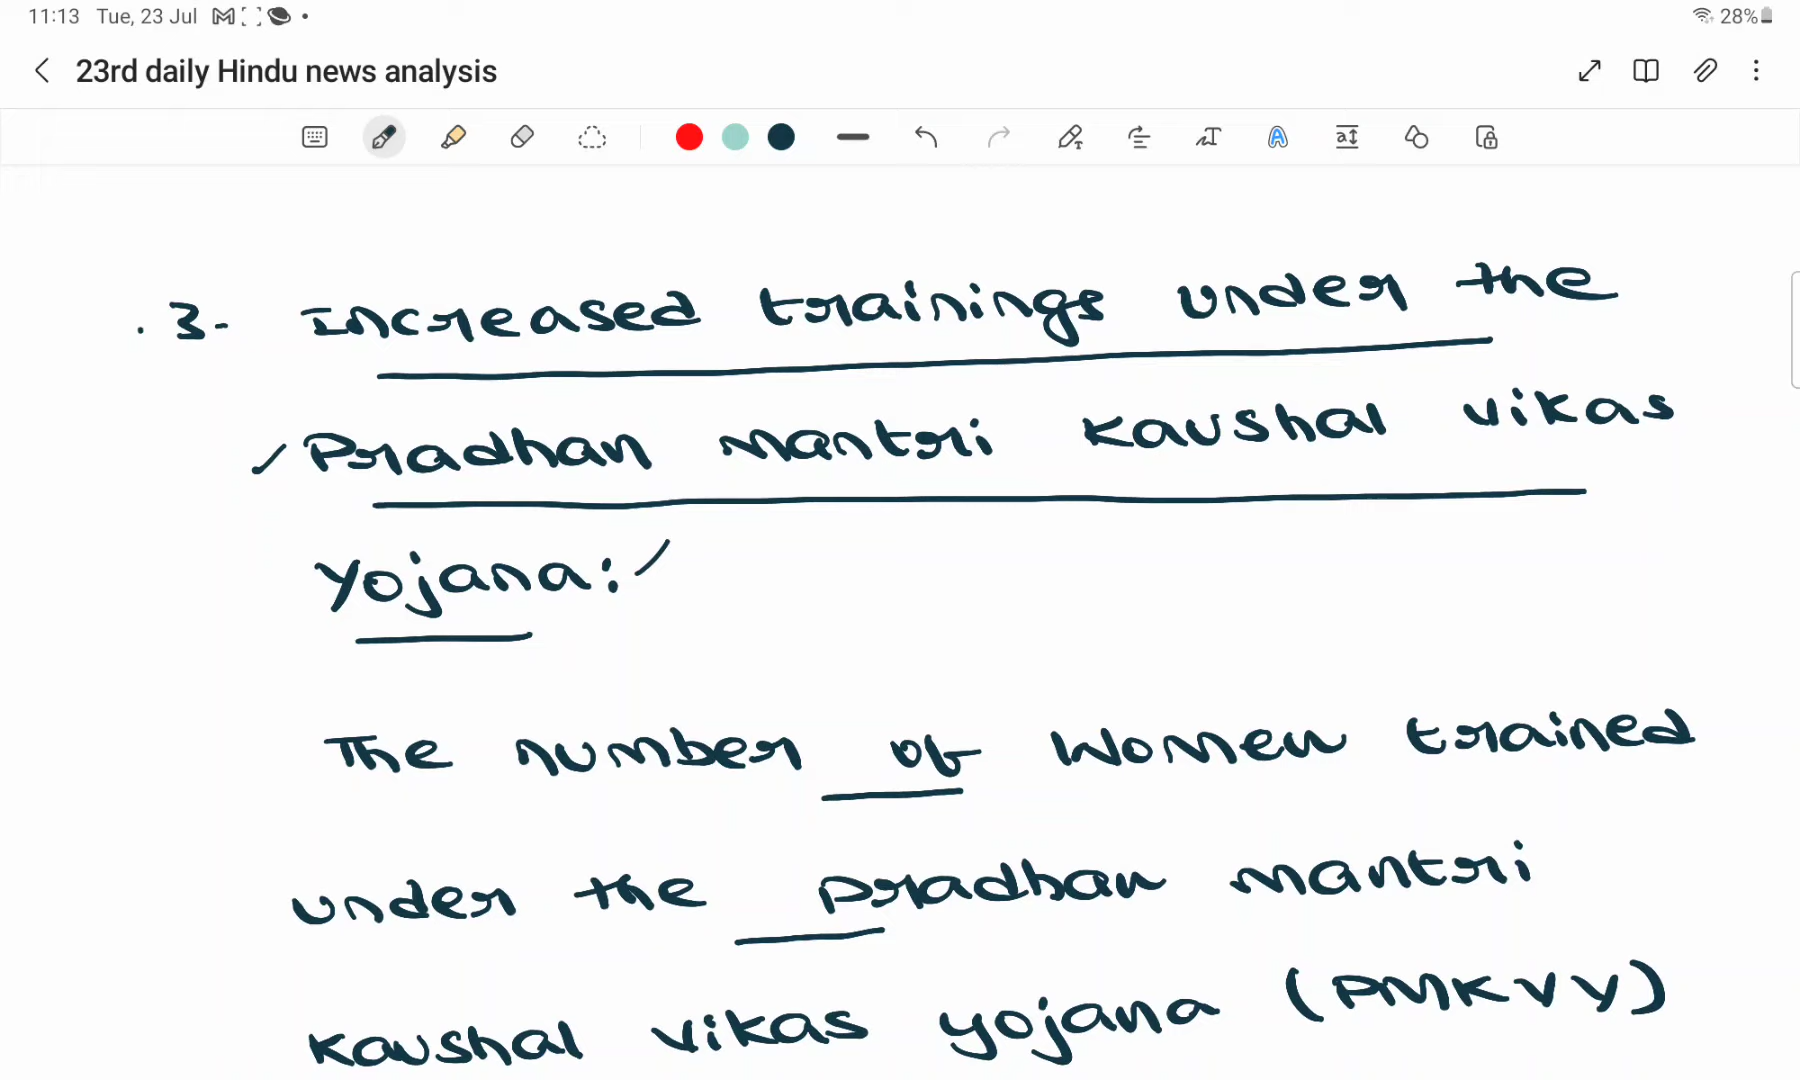 11:13 Tue, 23 Jul 28%
23rd daily Hindu news analysis
3- Increased trainings under the
Pradhan mantri kaushal vikas
yojana:
The number of women trained
under the pradhan mantri
kaushal vikas yojana (PMKVY)